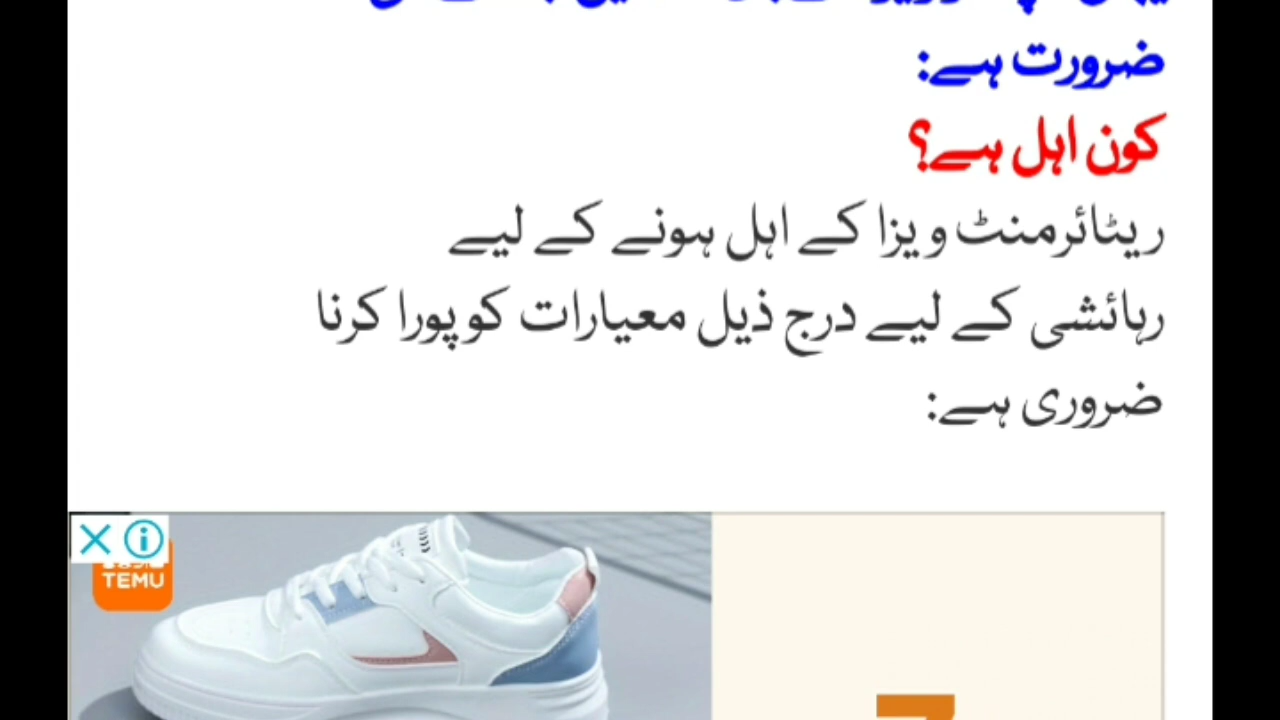 ضرورت ہے:
کون اہل ہے؟
ریٹائرمنٹ ویزا کے اہل ہونے کے لیے
رہائشی کے لیے درج ذیل معیارات کو پورا کرنا
ضروری ہے:
TEMU